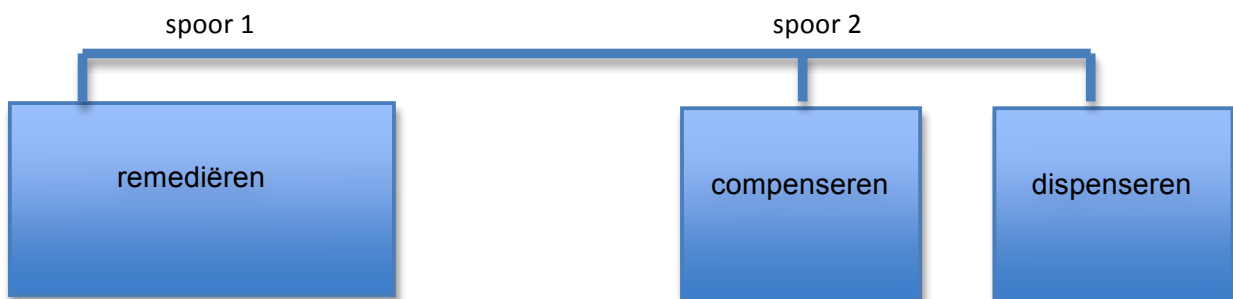 spoor 1
spoor 2
remediëren
compenseren
dispenseren